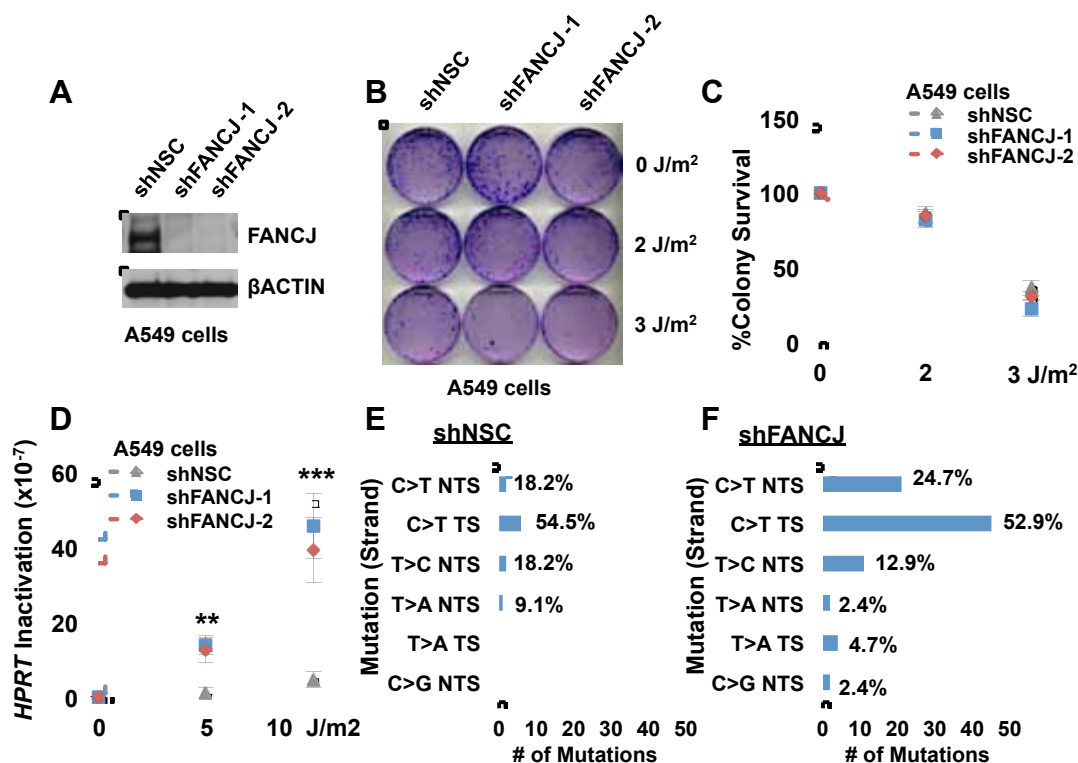 A
shNSC
shFANCJ-1
shFANCJ-2
FANCJ
βACTIN
A549 cells
B
shNSC
shFANCJ-1
shFANCJ-2
0 J/m²
2 J/m²
3 J/m²
A549 cells
C
A549 cells
shNSC
shFANCJ-1
shFANCJ-2
%Colony Survival
150
100
50
0
0 2 3 J/m²
D
A549 cells
shNSC
shFANCJ-1
shFANCJ-2
HPRT Inactivation (x10⁻⁷)
60
40
20
0
**
***
0 5 10 J/m2
E
shNSC
Mutation (Strand)
C>T NTS 18.2%
C>T TS 54.5%
T>C NTS 18.2%
T>A NTS 9.1%
T>A TS
C>G NTS
0 10 20 30 40 50
# of Mutations
F
shFANCJ
Mutation (Strand)
C>T NTS 24.7%
C>T TS 52.9%
T>C NTS 12.9%
T>A NTS 2.4%
T>A TS 4.7%
C>G NTS 2.4%
0 10 20 30 40 50
# of Mutations